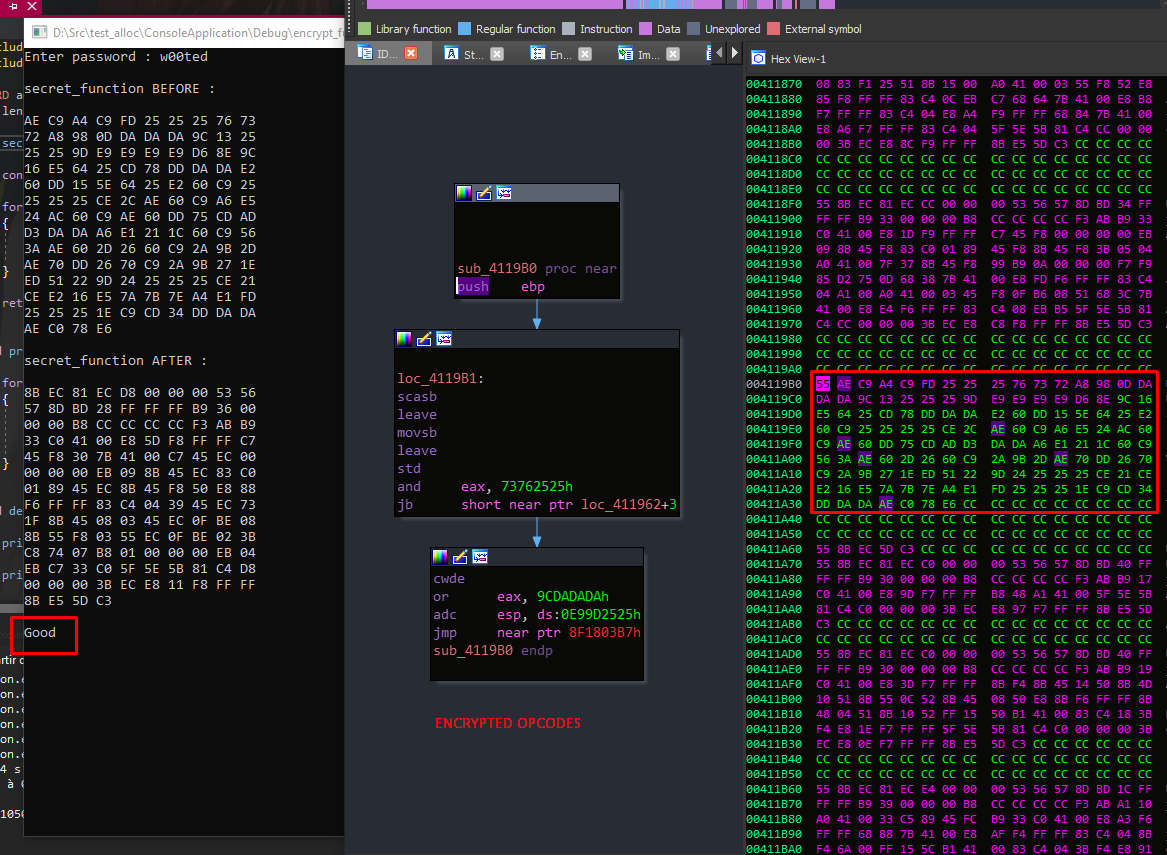 D:\Src\test_alloc\ConsoleApplication\Debug\encrypt_f
Enter password : w00ted
secret_function BEFORE :
AE C9 A4 C9 FD 25 25 25 76 73
72 A8 98 0D DA DA DA 9C 13 25
25 25 9D E9 E9 E9 E9 D6 8E 9C
16 E5 64 25 CD 78 DD DA DA E2
60 DD 15 5E 64 25 E2 60 C9 25
25 25 25 CE 2C AE 60 C9 A6 E5
24 AC 60 C9 AE 60 DD 75 CD AD
D3 DA DA A6 E1 21 1C 60 C9 56
3A AE 60 2D 26 60 C9 2A 9B 2D
AE 70 DD 26 70 C9 2A 9B 27 1E
ED 51 22 9D 24 25 25 25 CE 21
CE E2 16 E5 7A 7B 7E A4 E1 FD
25 25 25 1E C9 CD 34 DD DA DA
AE C0 78 E6
secret_function AFTER :
8B EC 81 EC D8 00 00 00 53 56
57 8D BD 28 FF FF FF B9 36 00
00 00 B8 CC CC CC CC F3 AB B9
33 C0 41 00 E8 5D F8 FF FF C7
45 F8 30 7B 41 00 C7 45 EC 00
00 00 00 EB 09 8B 45 EC 83 C0
01 89 45 EC 8B 45 F8 50 E8 88
F6 FF FF 83 C4 04 39 45 EC 73
1F 8B 45 08 03 45 EC 0F BE 08
8B 55 F8 03 55 EC 0F BE 02 3B
C8 74 07 B8 01 00 00 00 EB 04
EB C7 33 C0 5F 5E 5B 81 C4 D8
00 00 00 3B EC E8 11 F8 FF FF
8B E5 5D C3
Good
Library function Regular function Instruction Data Unexplored External symbol
ID... St... En... Im...
sub_4119B0 proc near
push ebp
loc_4119B1:
scasb
leave
movsb
leave
std
and eax, 73762525h
jb short near ptr loc_411962+3
cwde
or eax, 9CDADADAh
adc esp, ds:0E99D2525h
jmp near ptr 8F1803B7h
sub_4119B0 endp
ENCRYPTED OPCODES
Hex View-1
00411870 08 83 F1 25 51 8B 15 00 A0 41 00 03 55 F8 52 E8
00411880 85 F8 FF FF 83 C4 0C EB C7 68 64 7B 41 00 E8 B8
00411890 F7 FF FF 83 C4 04 E8 A4 F9 FF FF 68 84 7B 41 00
004118A0 E8 A6 F7 FF FF 83 C4 04 5F 5E 5B 81 C4 CC 00 00
004118B0 00 3B EC E8 8C F9 FF FF 8B E5 5D C3 CC CC CC CC
004118C0 CC CC CC CC CC CC CC CC CC CC CC CC CC CC CC CC
004118D0 CC CC CC CC CC CC CC CC CC CC CC CC CC CC CC CC
004118E0 CC CC CC CC CC CC CC CC CC CC CC CC CC CC CC CC
004118F0 55 8B EC 81 EC CC 00 00 00 53 56 57 8D BD 34 FF
00411900 FF FF B9 33 00 00 00 B8 CC CC CC CC F3 AB B9 33
00411910 C0 41 00 E8 1D F9 FF FF C7 45 F8 00 00 00 00 EB
00411920 09 8B 45 F8 83 C0 01 89 45 F8 8B 45 F8 3B 05 04
00411930 A0 41 00 7F 37 8B 45 F8 99 B9 0A 00 00 00 F7 F9
00411940 85 D2 75 0D 68 38 7B 41 00 E8 FD F6 FF FF 83 C4
00411950 04 A1 00 A0 41 00 03 45 F8 0F B6 08 51 68 3C 7B
00411960 41 00 E8 E4 F6 FF FF 83 C4 08 EB B5 5F 5E 5B 81
00411970 C4 CC 00 00 00 3B EC E8 C8 F8 FF FF 8B E5 5D C3
00411980 CC CC CC CC CC CC CC CC CC CC CC CC CC CC CC CC
00411990 CC CC CC CC CC CC CC CC CC CC CC CC CC CC CC CC
004119A0 CC CC CC CC CC CC CC CC CC CC CC CC CC CC CC CC
004119B0 55 AE C9 A4 C9 FD 25 25 25 76 73 72 A8 98 0D DA
004119C0 DA DA 9C 13 25 25 25 9D E9 E9 E9 E9 D6 8E 9C 16
004119D0 E5 64 25 CD 78 DD DA DA E2 60 DD 15 5E 64 25 E2
004119E0 60 C9 25 25 25 25 CE 2C AE 60 C9 A6 E5 24 AC 60
004119F0 C9 AE 60 DD 75 CD AD D3 DA DA A6 E1 21 1C 60 C9
00411A00 56 3A AE 60 2D 26 60 C9 2A 9B 2D AE 70 DD 26 70
00411A10 C9 2A 9B 27 1E ED 51 22 9D 24 25 25 25 CE 21 CE
00411A20 E2 16 E5 7A 7B 7E A4 E1 FD 25 25 25 1E C9 CD 34
00411A30 DD DA DA AE C0 78 E6 CC CC CC CC CC CC CC CC CC
00411A40 CC CC CC CC CC CC CC CC CC CC CC CC CC CC CC CC
00411A50 CC CC CC CC CC CC CC CC CC CC CC CC CC CC CC CC
00411A60 55 8B EC 5D C3 CC CC CC CC CC CC CC CC CC CC CC
00411A70 55 8B EC 81 EC C0 00 00 00 53 56 57 8D BD 40 FF
00411A80 FF FF B9 30 00 00 00 B8 CC CC CC CC F3 AB B9 17
00411A90 C0 41 00 E8 9D F7 FF FF B8 48 A1 41 00 5F 5E 5B
00411AA0 81 C4 C0 00 00 00 3B EC E8 97 F7 FF FF 8B E5 5D
00411AB0 C3 CC CC CC CC CC CC CC CC CC CC CC CC CC CC CC
00411AC0 CC CC CC CC CC CC CC CC CC CC CC CC CC CC CC CC
00411AD0 55 8B EC 81 EC C0 00 00 00 53 56 57 8D BD 40 FF
00411AE0 FF FF B9 30 00 00 00 B8 CC CC CC CC F3 AB B9 19
00411AF0 C0 41 00 E8 3D F7 FF FF 8B F4 8B 45 14 50 8B 4D
00411B00 10 51 8B 55 0C 52 8B 45 08 50 E8 8B F6 FF FF 8B
00411B10 48 04 51 8B 10 52 FF 15 50 B1 41 00 83 C4 18 3B
00411B20 F4 E8 1E F7 FF FF 5F 5E 5B 81 C4 C0 00 00 00 3B
00411B30 EC E8 0E F7 FF FF 8B E5 5D C3 CC CC CC CC CC CC
00411B40 CC CC CC CC CC CC CC CC CC CC CC CC CC CC CC CC
00411B50 CC CC CC CC CC CC CC CC CC CC CC CC CC CC CC CC
00411B60 55 8B EC 81 EC E4 00 00 00 53 56 57 8D BD 1C FF
00411B70 FF FF B9 39 00 00 00 B8 CC CC CC CC F3 AB A1 10
00411B80 A0 41 00 33 C5 89 45 FC B9 33 C0 41 00 E8 A3 F6
00411B90 FF FF 68 88 7B 41 00 E8 AF F4 FF FF 83 C4 04 8B
00411BA0 F4 6A 00 FF 15 5C B1 41 00 83 C4 04 3B F4 E8 91